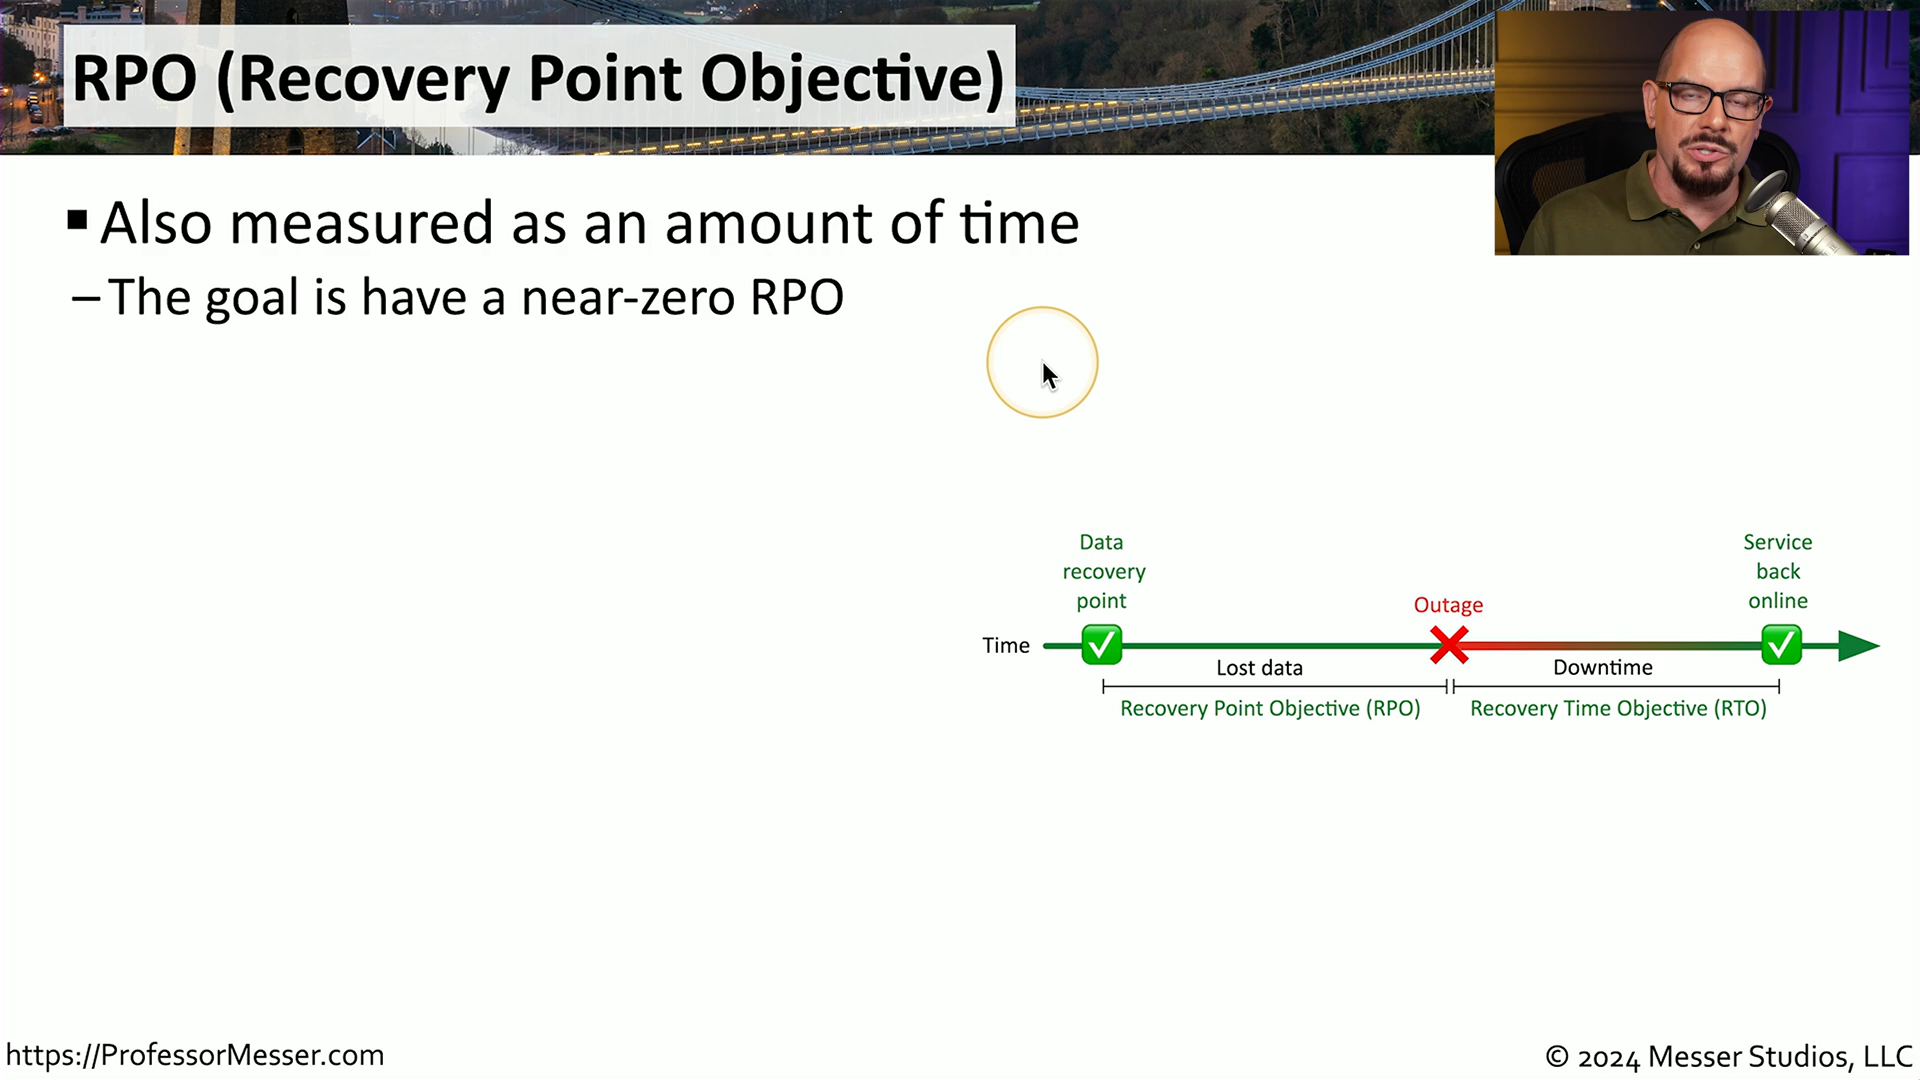 RPO (Recovery Point Objective)
▪ Also measured as an amount of time
– The goal is have a near-zero RPO
Data
recovery
point
Outage
Service
back
online
Time
Lost data
Downtime
Recovery Point Objective (RPO)
Recovery Time Objective (RTO)
https://ProfessorMesser.com
© 2024 Messer Studios, LLC